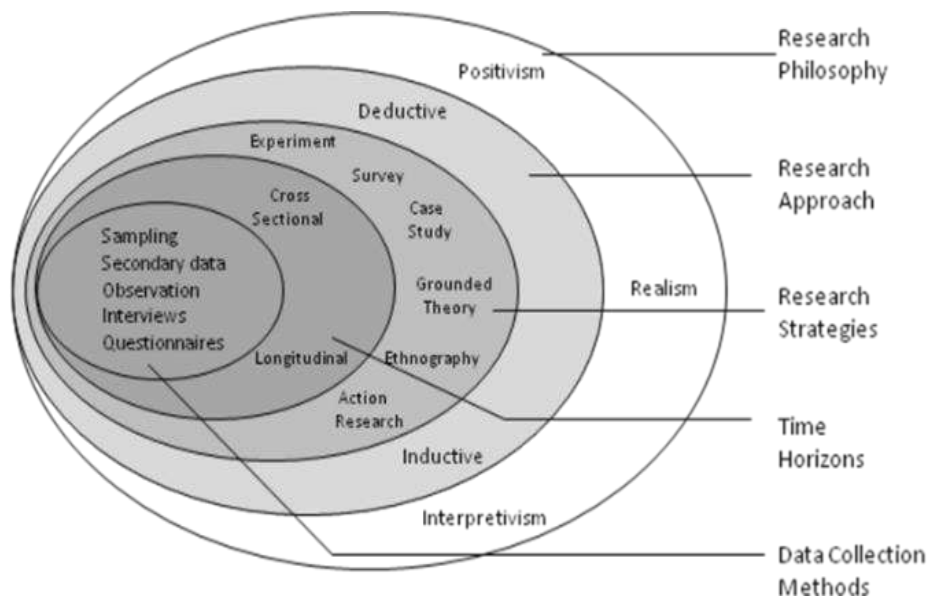 Research
Philosophy
Positivism
Deductive
Experiment
Survey
Research
Approach
Cross
Sectional
Case
Study
Sampling
Secondary data
Observation
Interviews
Questionnaires
Grounded
Theory
Realism
Research
Strategies
Longitudinal
Ethnography
Action
Research
Time
Horizons
Inductive
Interpretivism
Data Collection
Methods